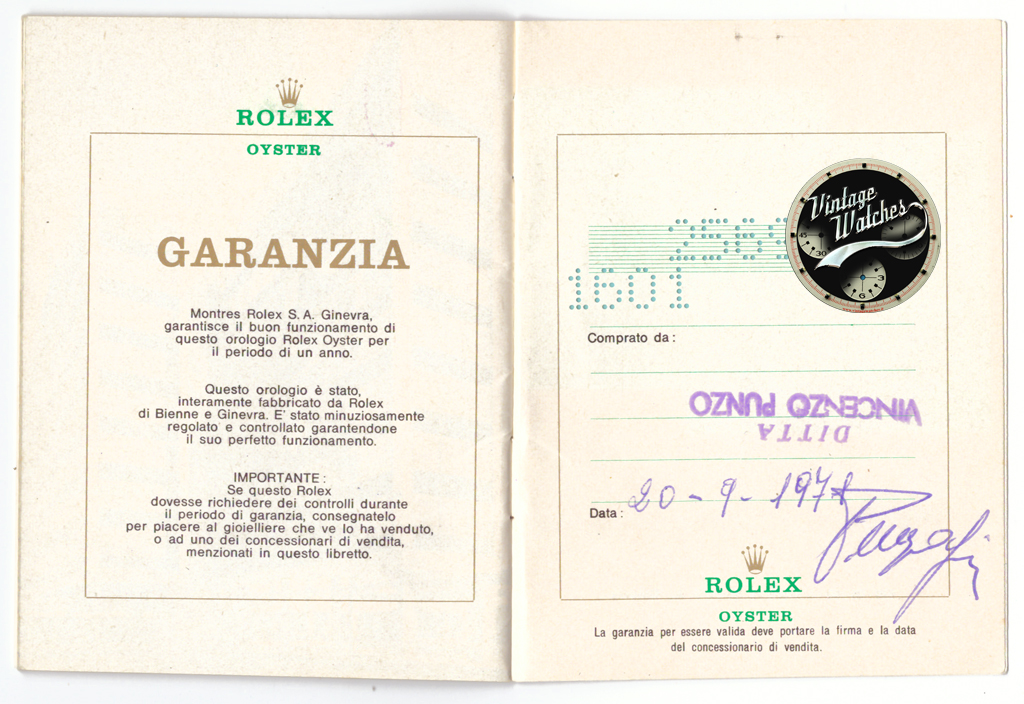 ROLEX
OYSTER
GARANZIA
Montres Rolex S.A. Ginevra,
garantisce il buon funzionamento di
questo orologio Rolex Oyster per
il periodo di un anno.
Questo orologio è stato,
interamente fabbricato da Rolex
di Bienne e Ginevra. E' stato minuziosamente
regolato e controllato garantendone
il suo perfetto funzionamento.
IMPORTANTE :
Se questo Rolex
dovesse richiedere dei controlli durante
il periodo di garanzia, consegnatelo
per piacere al gioielliere che ve lo ha venduto,
o ad uno dei concessionari di vendita,
menzionati in questo libretto.
Vintage
Watches
45
30
3
6
258
1601
Comprato da :
DITTA
VINCENZO PUNZO
Data : 20 - 9 - 1971
ROLEX
OYSTER
La garanzia per essere valida deve portare la firma e la data
del concessionario di vendita.